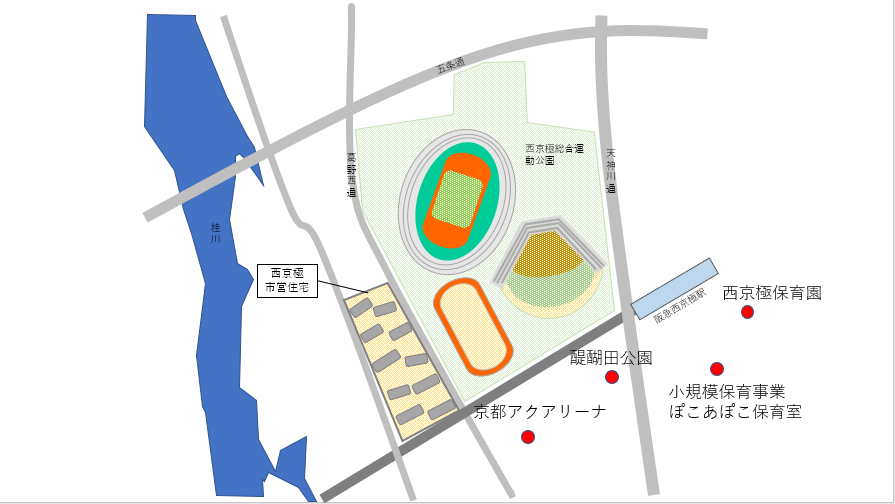 五条通
葛野西通
西京極総合運
動公園
天神川通
桂川
西京極
市営住宅
阪急西京極駅
西京極保育園
醍醐田公園
小規模保育事業
ぽこあぽこ保育室
京都アクアリーナ